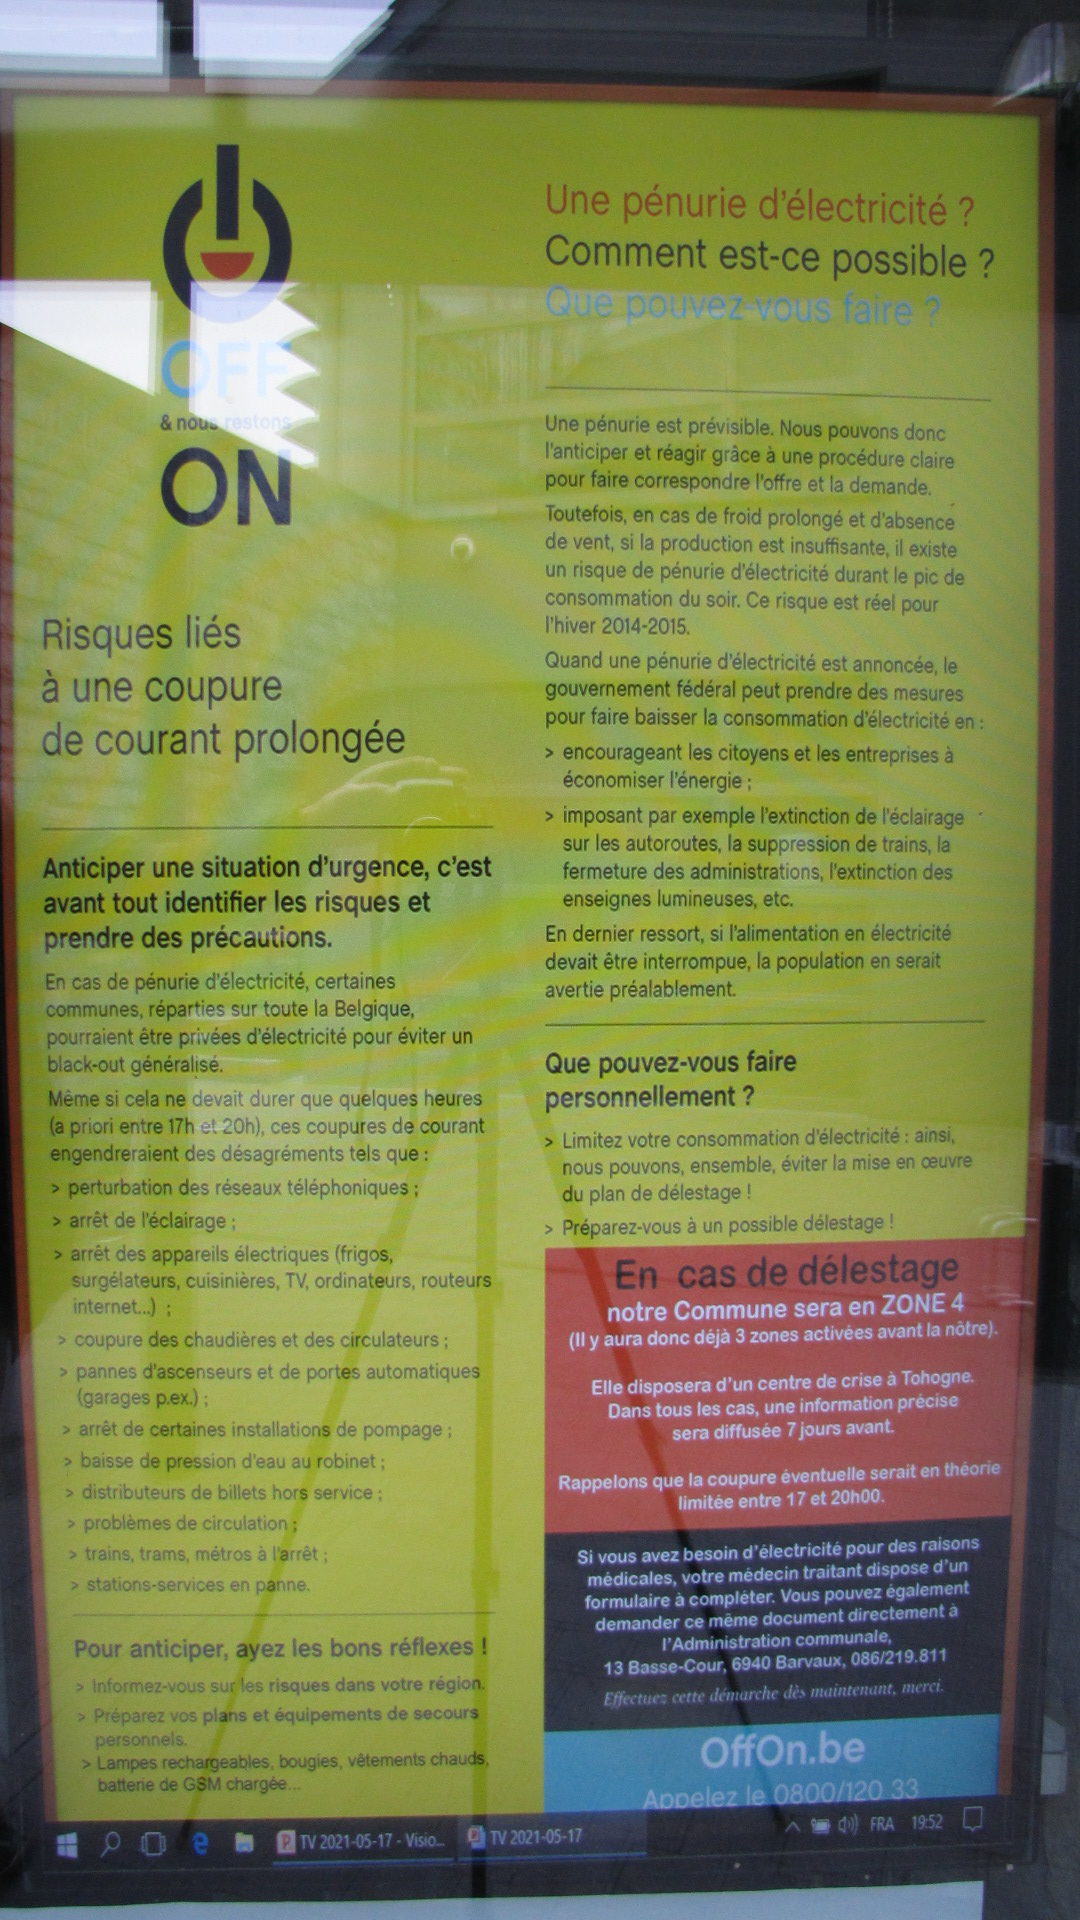 OFF
& nous restons
ON
Risques liés
à une coupure
de courant prolongée
Anticiper une situation d'urgence, c'est
avant tout identifier les risques et
prendre des précautions.
En cas de pénurie d'électricité, certaines
communes, réparties sur toute la Belgique,
pourraient être privées d'électricité pour éviter un
black-out généralisé.
Même si cela ne devait durer que quelques heures
(a priori entre 17h et 20h), ces coupures de courant
engendreraient des désagréments tels que :
> perturbation des réseaux téléphoniques ;
> arrêt de l'éclairage ;
> arrêt des appareils électriques (frigos,
surgélateurs, cuisinières, TV, ordinateurs, routeurs
internet...) ;
> coupure des chaudières et des circulateurs ;
> pannes d'ascenseurs et de portes automatiques
(garages p.ex.) ;
> arrêt de certaines installations de pompage ;
> baisse de pression d'eau au robinet ;
> distributeurs de billets hors service ;
> problèmes de circulation ;
> trains, trams, métros à l'arrêt ;
> stations-services en panne.
Pour anticiper, ayez les bons réflexes !
> Informez-vous sur les risques dans votre région.
> Préparez vos plans et équipements de secours
personnels.
> Lampes rechargeables, bougies, vêtements chauds,
batterie de GSM chargée...
Une pénurie d'électricité ?
Comment est-ce possible ?
Que pouvez-vous faire ?
Une pénurie est prévisible. Nous pouvons donc
l'anticiper et réagir grâce à une procédure claire
pour faire correspondre l'offre et la demande.
Toutefois, en cas de froid prolongé et d'absence
de vent, si la production est insuffisante, il existe
un risque de pénurie d'électricité durant le pic de
consommation du soir. Ce risque est réel pour
l'hiver 2014-2015.
Quand une pénurie d'électricité est annoncée, le
gouvernement fédéral peut prendre des mesures
pour faire baisser la consommation d'électricité en :
> encourageant les citoyens et les entreprises à
économiser l'énergie ;
> imposant par exemple l'extinction de l'éclairage
sur les autoroutes, la suppression de trains, la
fermeture des administrations, l'extinction des
enseignes lumineuses, etc.
En dernier ressort, si l'alimentation en électricité
devait être interrompue, la population en serait
avertie préalablement.
Que pouvez-vous faire
personnellement ?
> Limitez votre consommation d'électricité : ainsi,
nous pouvons, ensemble, éviter la mise en œuvre
du plan de délestage !
> Préparez-vous à un possible délestage !
En cas de délestage
notre Commune sera en ZONE 4
(Il y aura donc déjà 3 zones activées avant la nôtre).
Elle disposera d'un centre de crise à Tohogne.
Dans tous les cas, une information précise
sera diffusée 7 jours avant.
Rappelons que la coupure éventuelle serait en théorie
limitée entre 17 et 20h00.
Si vous avez besoin d'électricité pour des raisons
médicales, votre médecin traitant dispose d'un
formulaire à compléter. Vous pouvez également
demander ce même document directement à
l'Administration communale,
13 Basse-Cour, 6940 Barvaux, 086/219.811
Effectuez cette démarche dès maintenant, merci.
OffOn.be
Appelez le 0800/120 33
TV 2021-05-17 - Visio...
TV 2021-05-17
FRA
19:52